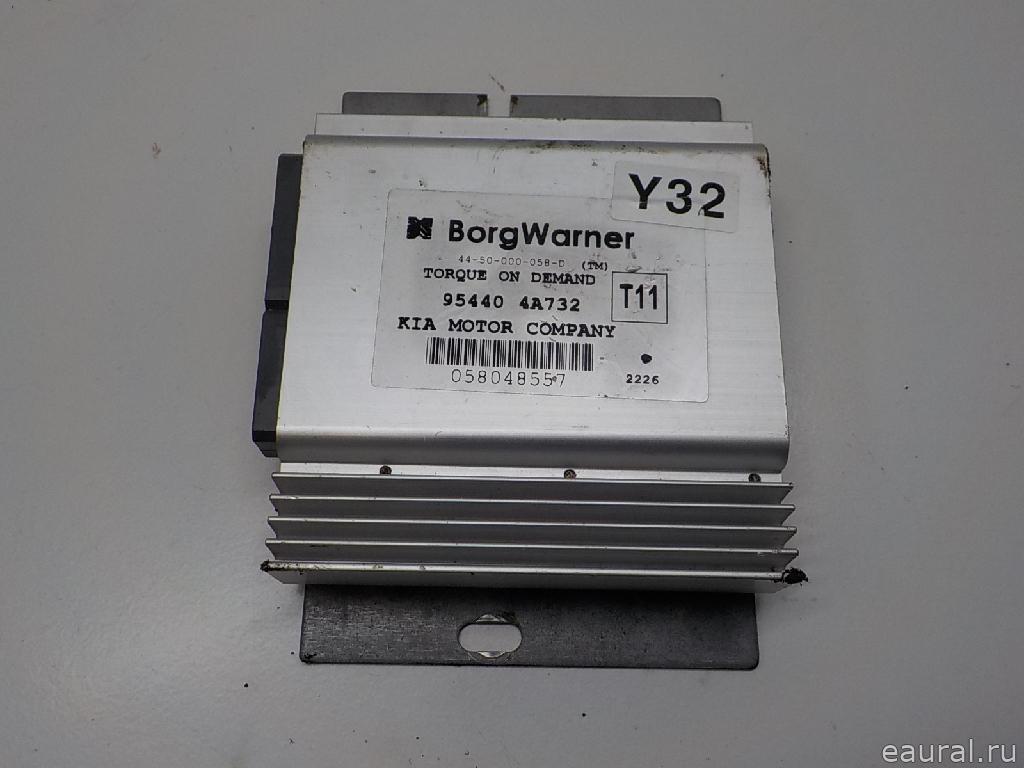 Y32
BorgWarner
44-50-000-058-D (TM)
TORQUE ON DEMAND
T11
95440 4A732
KIA MOTOR COMPANY
058048557
2226
eaural.ru